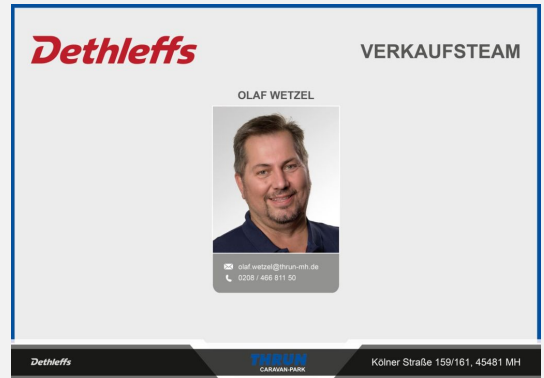 Dethleffs
VERKAUFSTEAM
OLAF WETZEL
olaf.wetzel@thrun-mh.de
0208 / 466 811 50
Dethleffs
THRUN
CARAVAN-PARK
Kölner Straße 159/161, 45481 MH